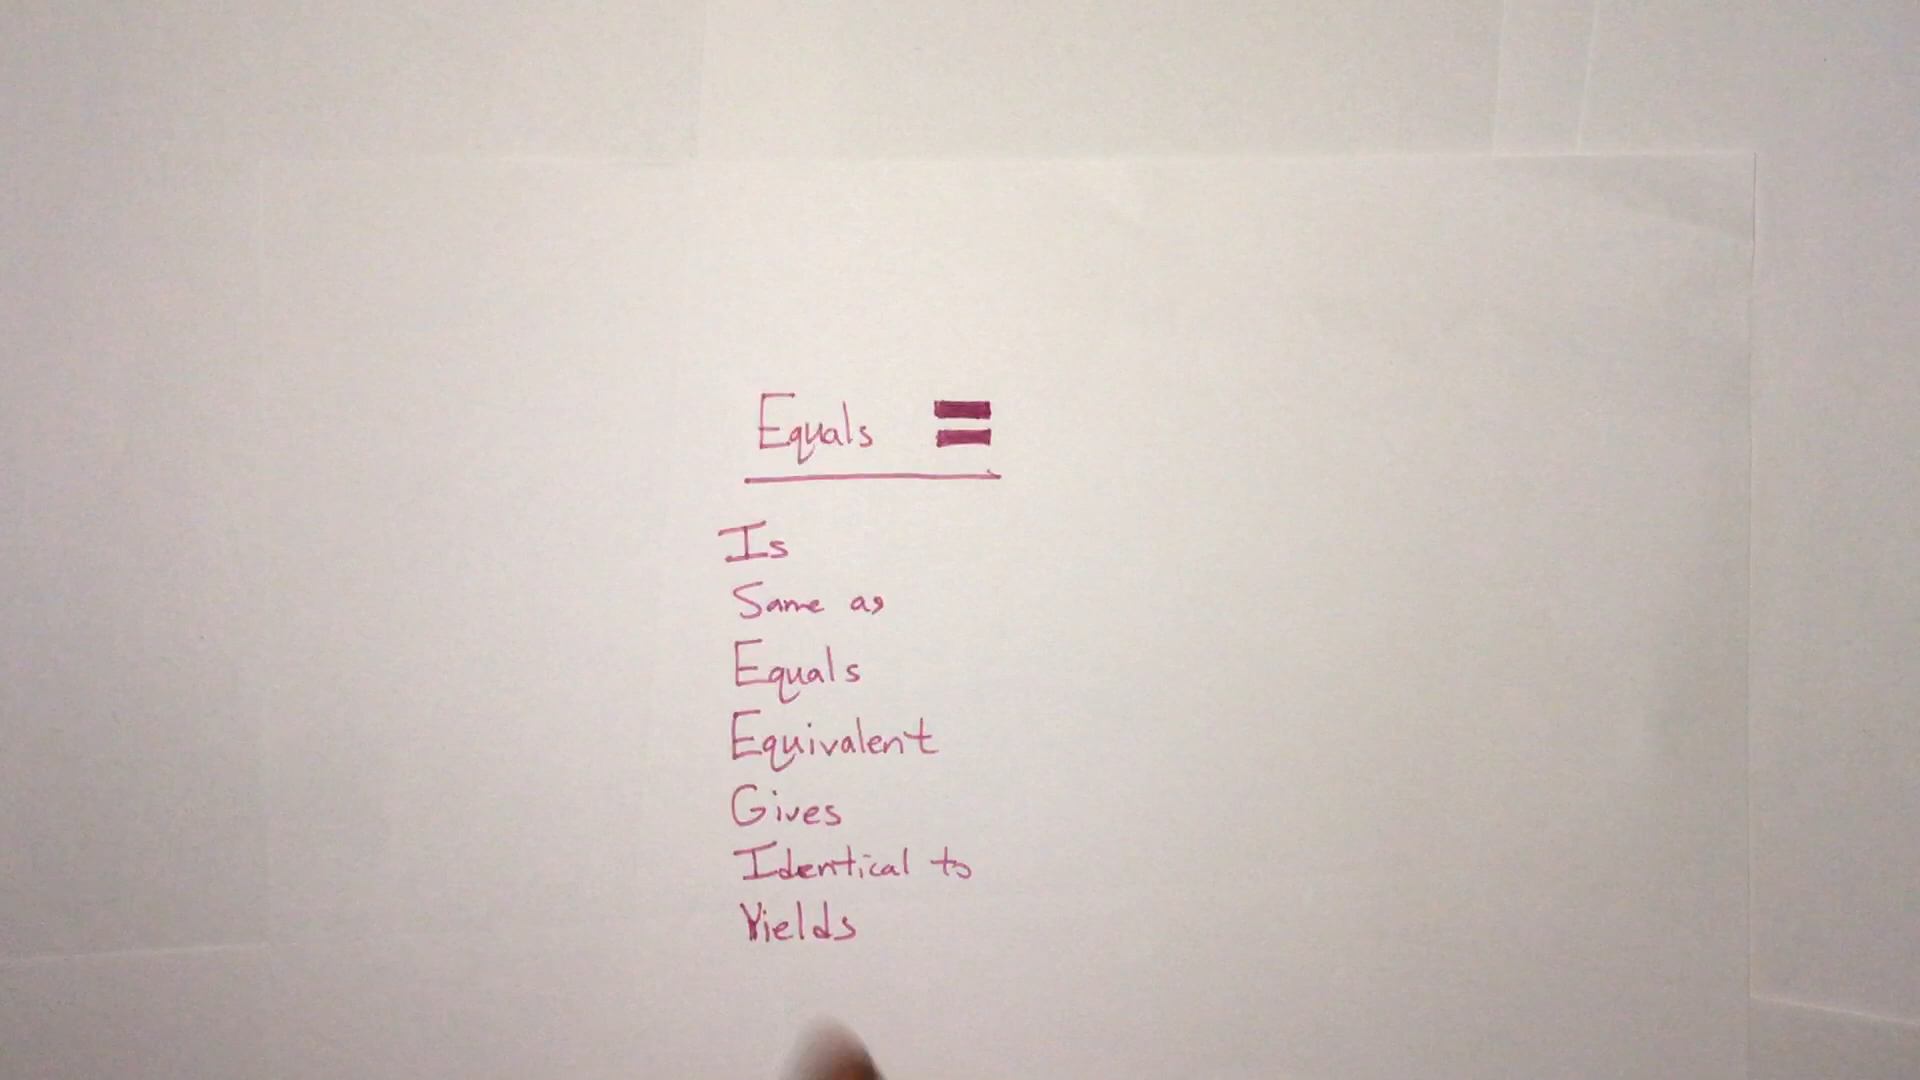 Equals =
Is
Same as
Equals
Equivalent
Gives
Identical to
Yields